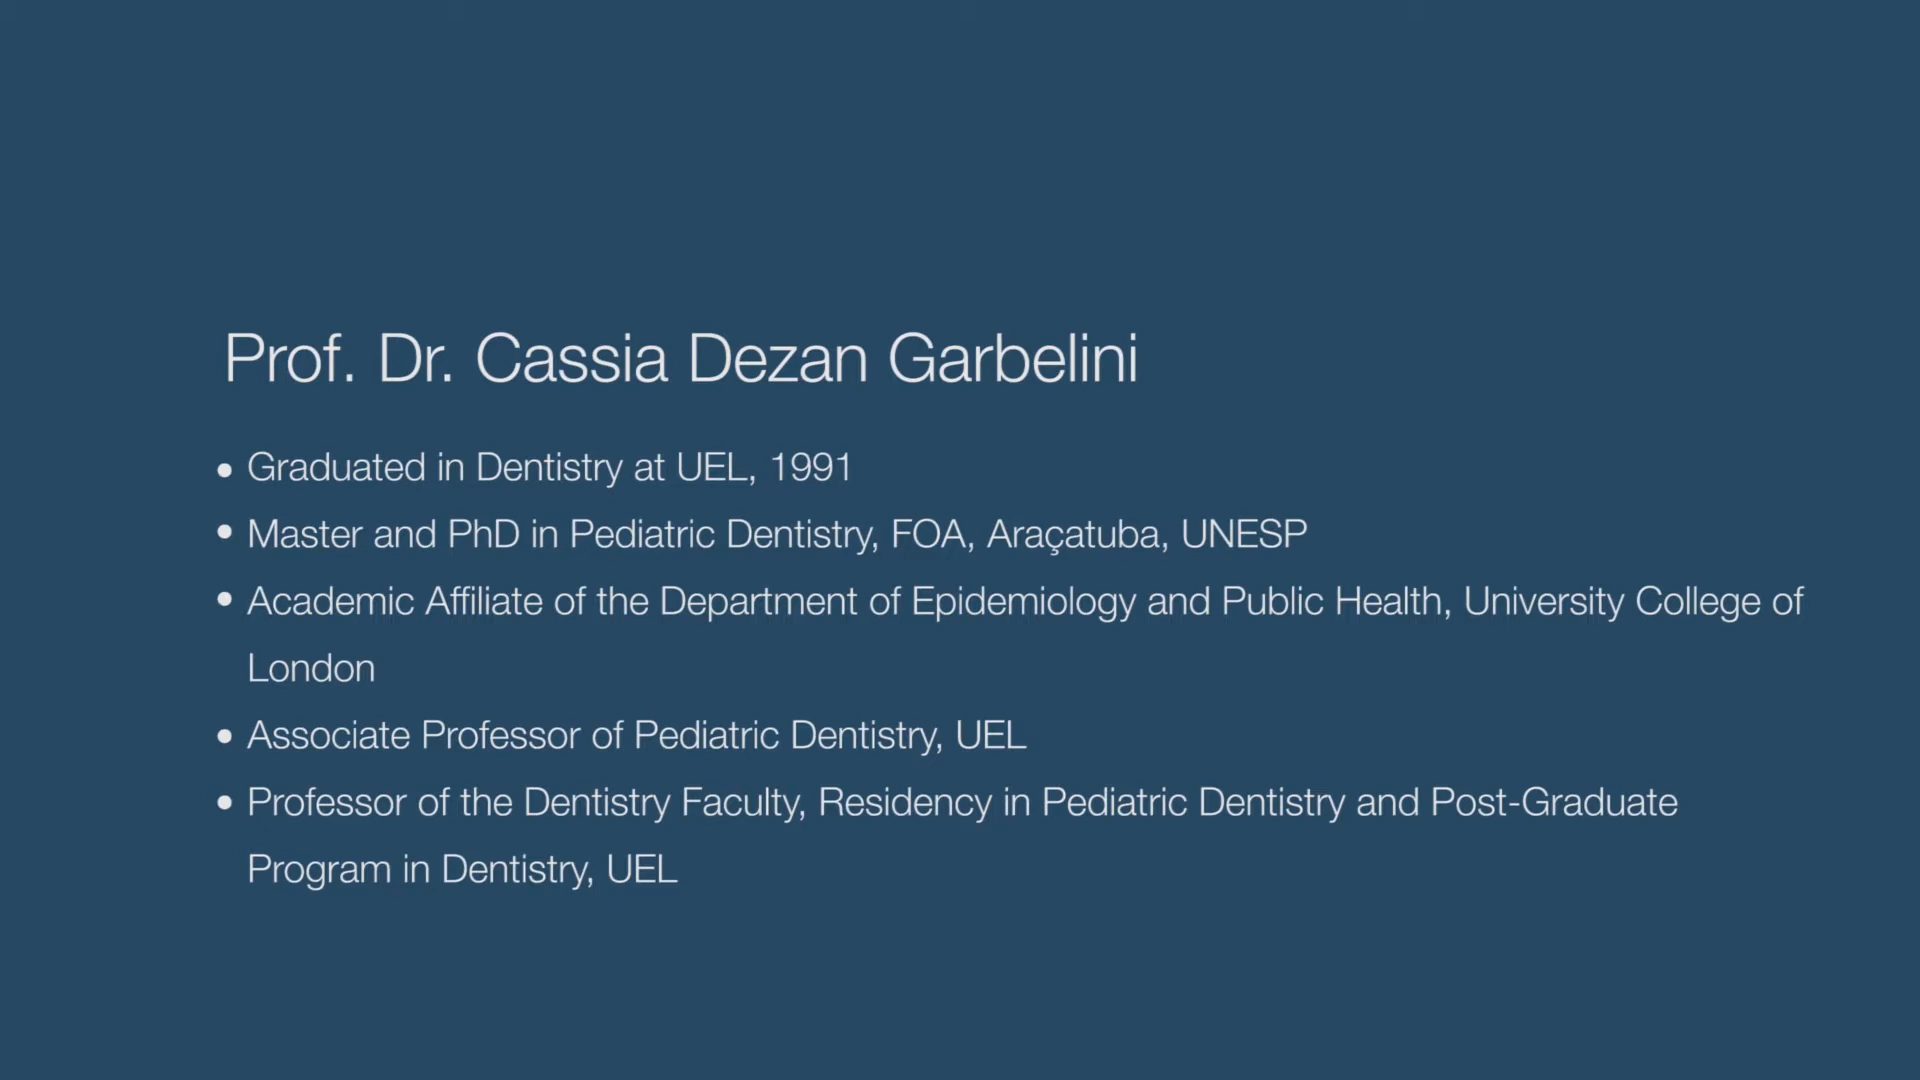 Prof. Dr. Cassia Dezan Garbelini
• Graduated in Dentistry at UEL, 1991
• Master and PhD in Pediatric Dentistry, FOA, Araçatuba, UNESP
• Academic Affiliate of the Department of Epidemiology and Public Health, University College of
London
• Associate Professor of Pediatric Dentistry, UEL
• Professor of the Dentistry Faculty, Residency in Pediatric Dentistry and Post-Graduate
Program in Dentistry, UEL